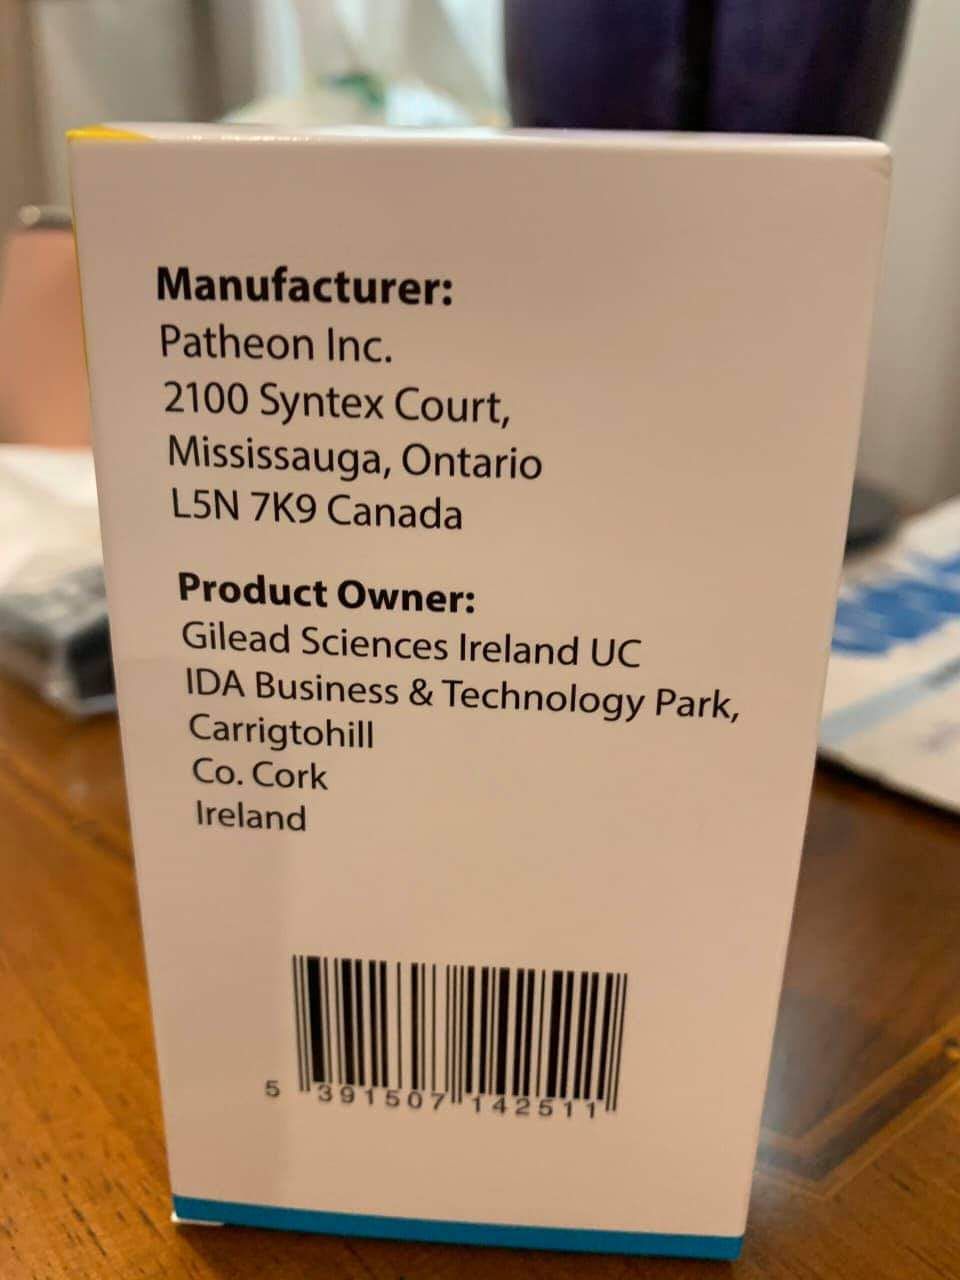 Manufacturer:
Patheon Inc.
2100 Syntex Court,
Mississauga, Ontario
L5N 7K9 Canada
Product Owner:
Gilead Sciences Ireland UC
IDA Business & Technology Park,
Carrigtohill
Co. Cork
Ireland
5 391507 142511